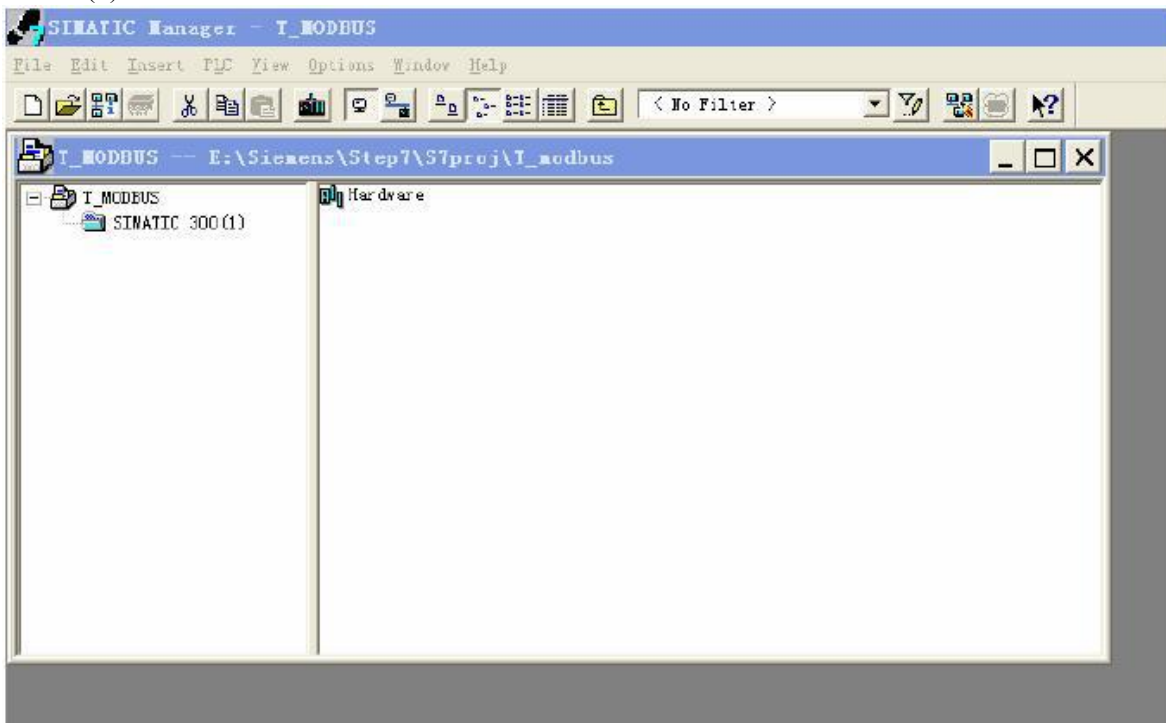 SIMATIC Manager - T_MODBUS
File Edit Insert PLC View Options Window Help
< No Filter >
T_MODBUS -- E:\Siemens\Step7\S7proj\T_modbus
T_MODBUS
Hardware
SIMATIC 300(1)